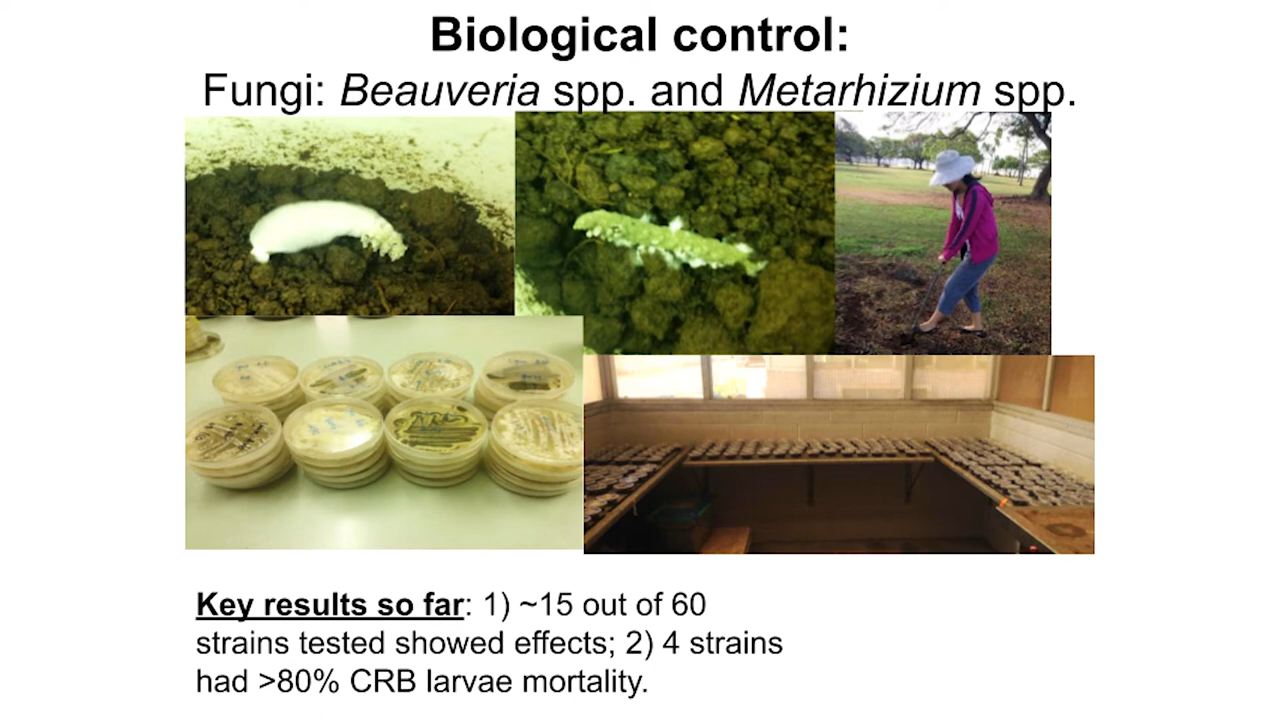 Biological control:
Fungi: Beauveria spp. and Metarhizium spp.
Key results so far: 1) ~15 out of 60
strains tested showed effects; 2) 4 strains
had >80% CRB larvae mortality.